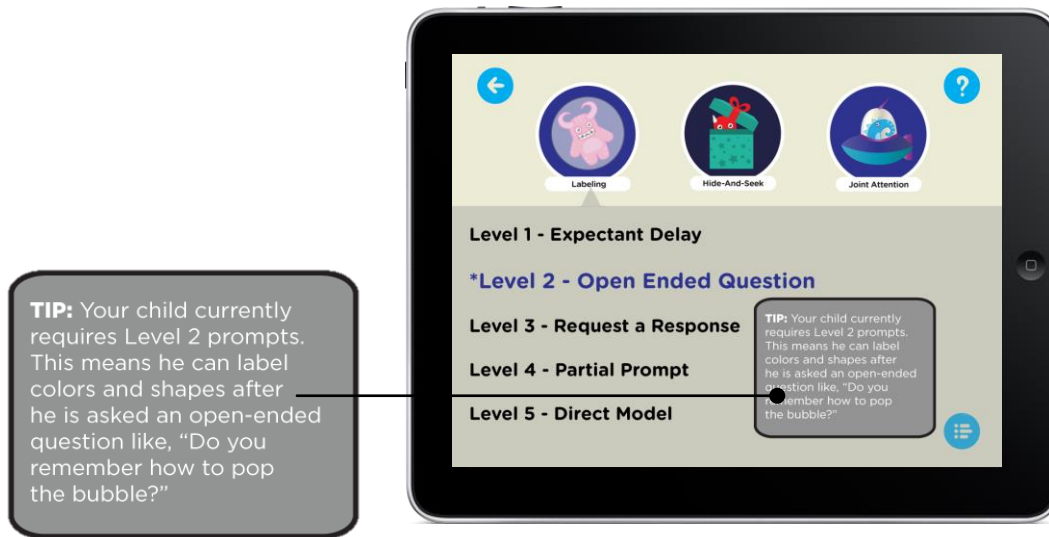 ?
Labeling
Hide-And-Seek
Joint Attention
Level 1 - Expectant Delay
*Level 2 - Open Ended Question
Level 3 - Request a Response
Level 4 - Partial Prompt
Level 5 - Direct Model
TIP: Your child currently
requires Level 2 prompts.
This means he can label
colors and shapes after
he is asked an open-ended
question like, “Do you
remember how to pop
the bubble?”
TIP: Your child currently
requires Level 2 prompts.
This means he can label
colors and shapes after
he is asked an open-ended
question like, “Do you
remember how to pop
the bubble?”